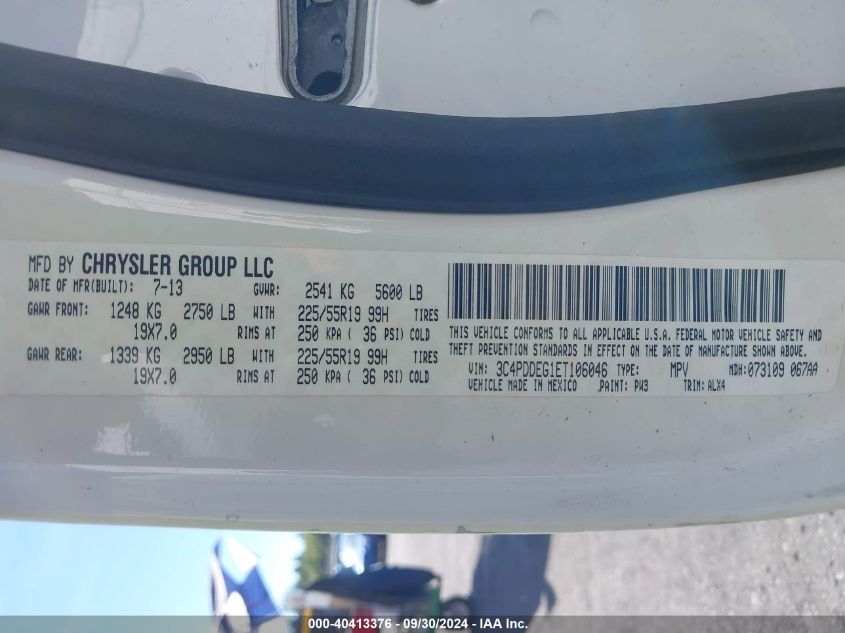 MFD BY CHRYSLER GROUP LLC
DATE OF MFR(BUILT): 7-13 GVWR: 2541 KG 5600 LB
GAWR FRONT: 1248 KG 2750 LB WITH 225/55R19 99H TIRES
19X7.0 RIMS AT 250 KPA ( 36 PSI) COLD
GAWR REAR: 1339 KG 2950 LB WITH 225/55R19 99H TIRES
19X7.0 RIMS AT 250 KPA ( 36 PSI) COLD
THIS VEHICLE CONFORMS TO ALL APPLICABLE U.S.A. FEDERAL MOTOR VEHICLE SAFETY AND
THEFT PREVENTION STANDARDS IN EFFECT ON THE DATE OF MANUFACTURE SHOWN ABOVE.
VIN: 3C4PDDEG1ET106046 TYPE: MPV MDH: 073109 067AA
VEHICLE MADE IN MEXICO PAINT: PW3 TRIM: ALX4
000-40413376 - 09/30/2024 - IAA Inc.